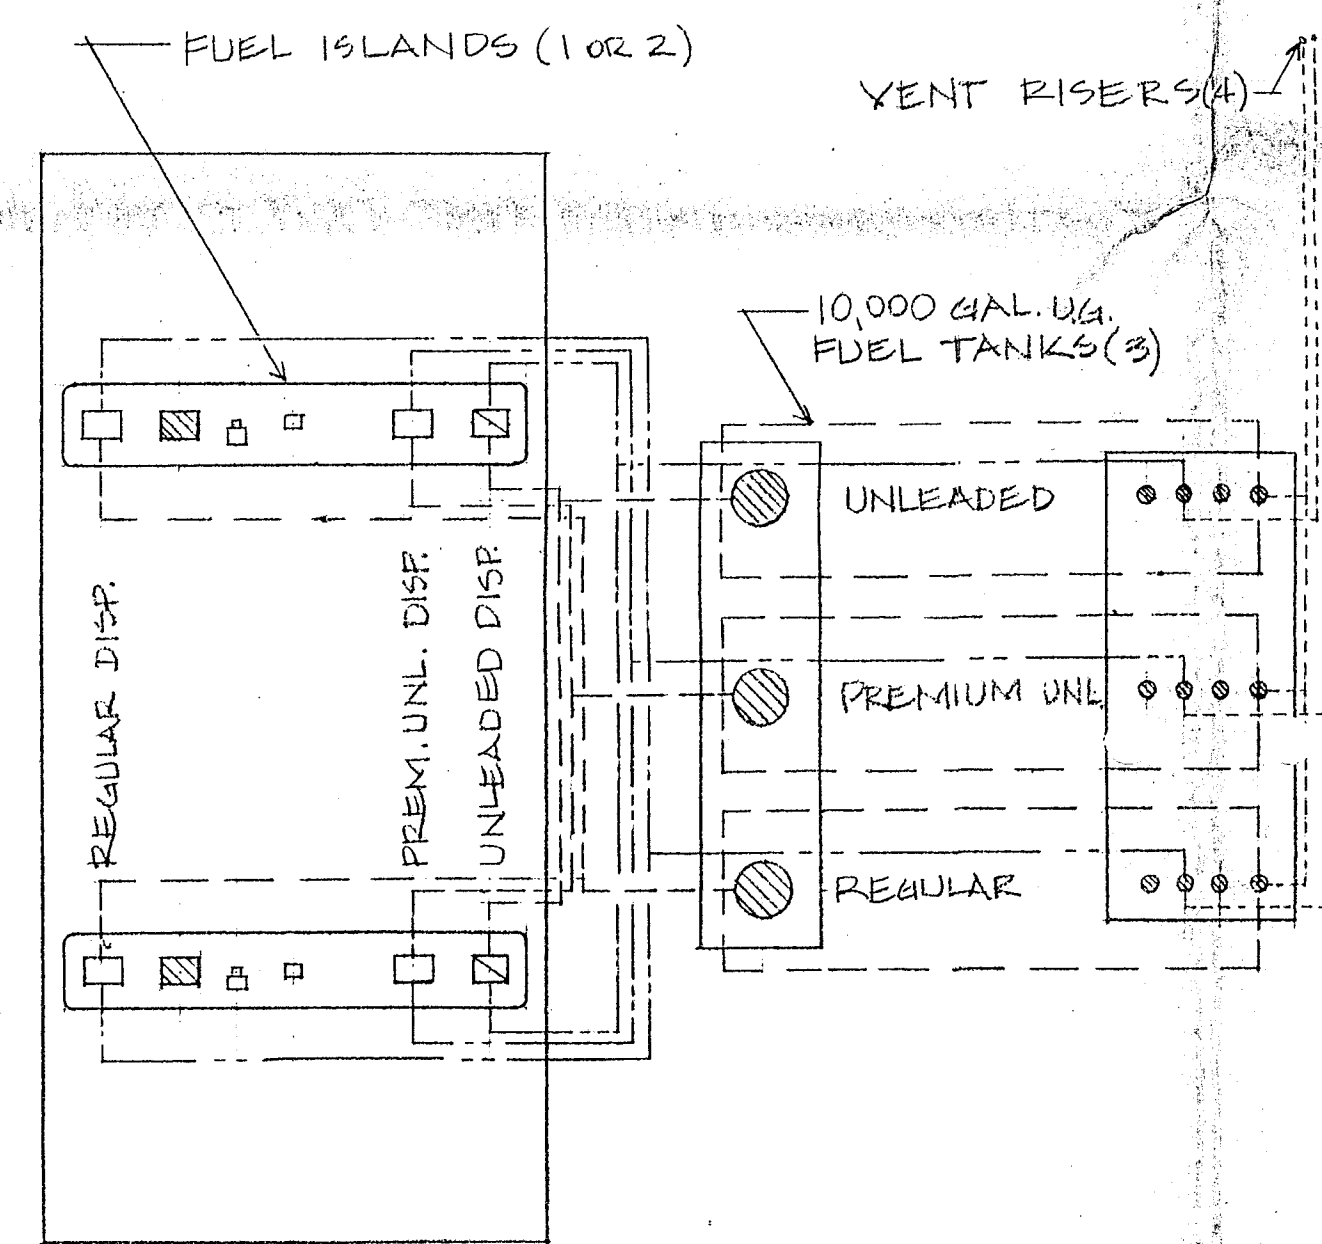 FUEL ISLANDS (1 OR 2)
VENT RISERS (4)
10,000 GAL. U.G.
FUEL TANKS (3)
UNLEADED
PREMIUM UNL
REGULAR
REGULAR DISP.
PREM. UNL. DISP.
UNLEADED DISP.